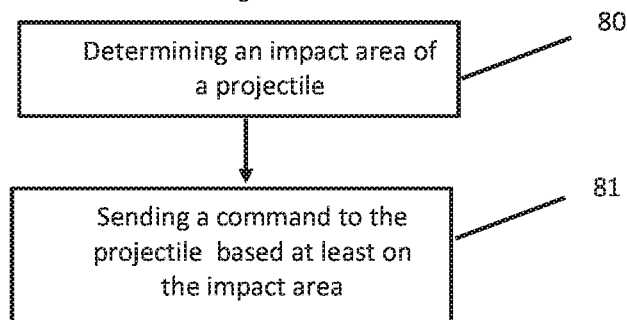 80
Determining an impact area of
a projectile
81
Sending a command to the
projectile based at least on
the impact area